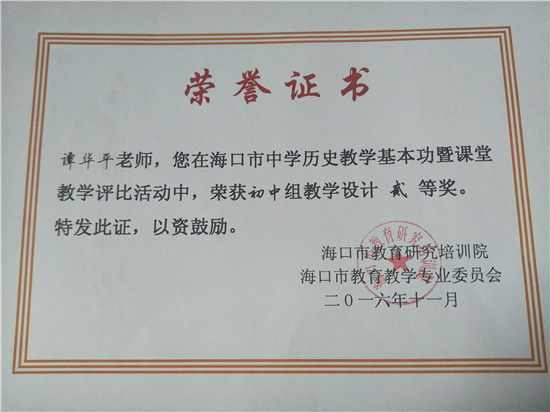 荣誉证书
谭华平老师，您在海口市中学历史教学基本功暨课堂
教学评比活动中，荣获初中组教学设计 贰 等奖。
特发此证，以资鼓励。
海口市教育研究培训院
海口市教育教学专业委员会
二〇一六年十一月